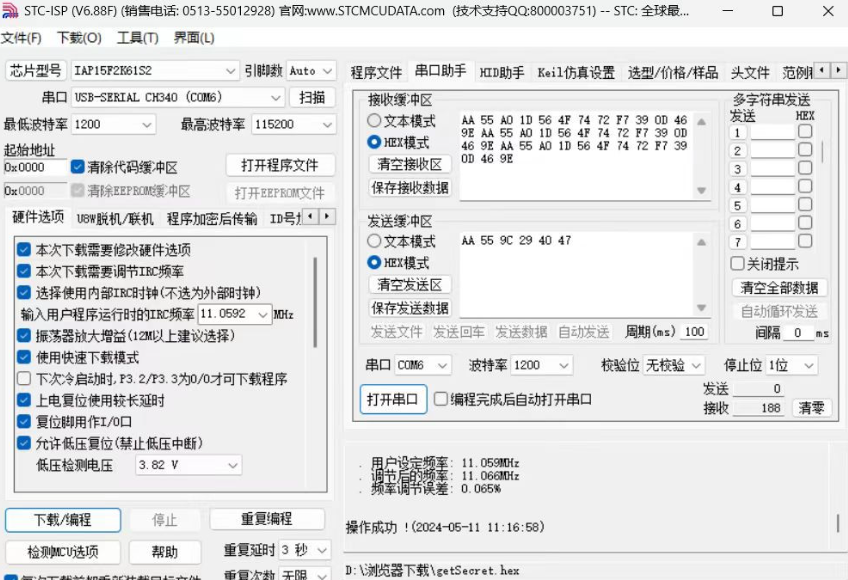 STC-ISP (V6.88F) (销售电话: 0513-55012928) 官网:www.STCMCUDATA.com (技术支持QQ:800003751) -- STC: 全球最...
文件(F) 下载(O) 工具(T) 界面(L)
芯片型号 IAP15F2K61S2 引脚数 Auto
串口 USB-SERIAL CH340 (COM6) 扫描
最低波特率 1200 最高波特率 115200
起始地址
0x0000 清除代码缓冲区 打开程序文件
0x0000 清除EEPROM缓冲区 打开EEPROM文件
硬件选项 U8W脱机/联机 程序加密后传输 ID号
本次下载需要修改硬件选项
本次下载需要调节IRC频率
选择使用内部IRC时钟(不选为外部时钟)
输入用户程序运行时的IRC频率 11.0592 MHz
振荡器放大增益(12M以上建议选择)
使用快速下载模式
下次冷启动时,P3.2/P3.3为0/0才可下载程序
上电复位使用较长延时
复位脚用作I/O口
允许低压复位(禁止低压中断)
低压检测电压 3.82 V
下载/编程 停止 重复编程
检测MCU选项 帮助 重复延时 3 秒
重复次数 无限
程序文件 串口助手 HID助手 Keil仿真设置 选型/价格/样品 头文件 范例
接收缓冲区
文本模式
HEX模式
清空接收区
保存接收数据
AA 55 A0 1D 56 4F 74 72 F7 39 0D 46
9E AA 55 A0 1D 56 4F 74 72 F7 39 0D
46 9E AA 55 A0 1D 56 4F 74 72 F7 39
0D 46 9E
发送缓冲区
文本模式
HEX模式
清空发送区
保存发送数据
AA 55 9C 29 40 47
发送文件 发送回车 发送数据 自动发送 周期(ms) 100
多字符串发送
发送 HEX
1
2
3
4
5
6
7
关闭提示
清空全部数据
自动循环发送
间隔 0 ms
串口 COM6 波特率 1200 校验位 无校验 停止位 1位
打开串口 编程完成后自动打开串口
发送 0
接收 188 清零
. 用户设定频率: 11.059MHz
. 调节后的频率: 11.066MHz
. 频率调节误差: 0.065%
操作成功 !(2024-05-11 11:16:58)
D:\浏览器下载\getSecret.hex